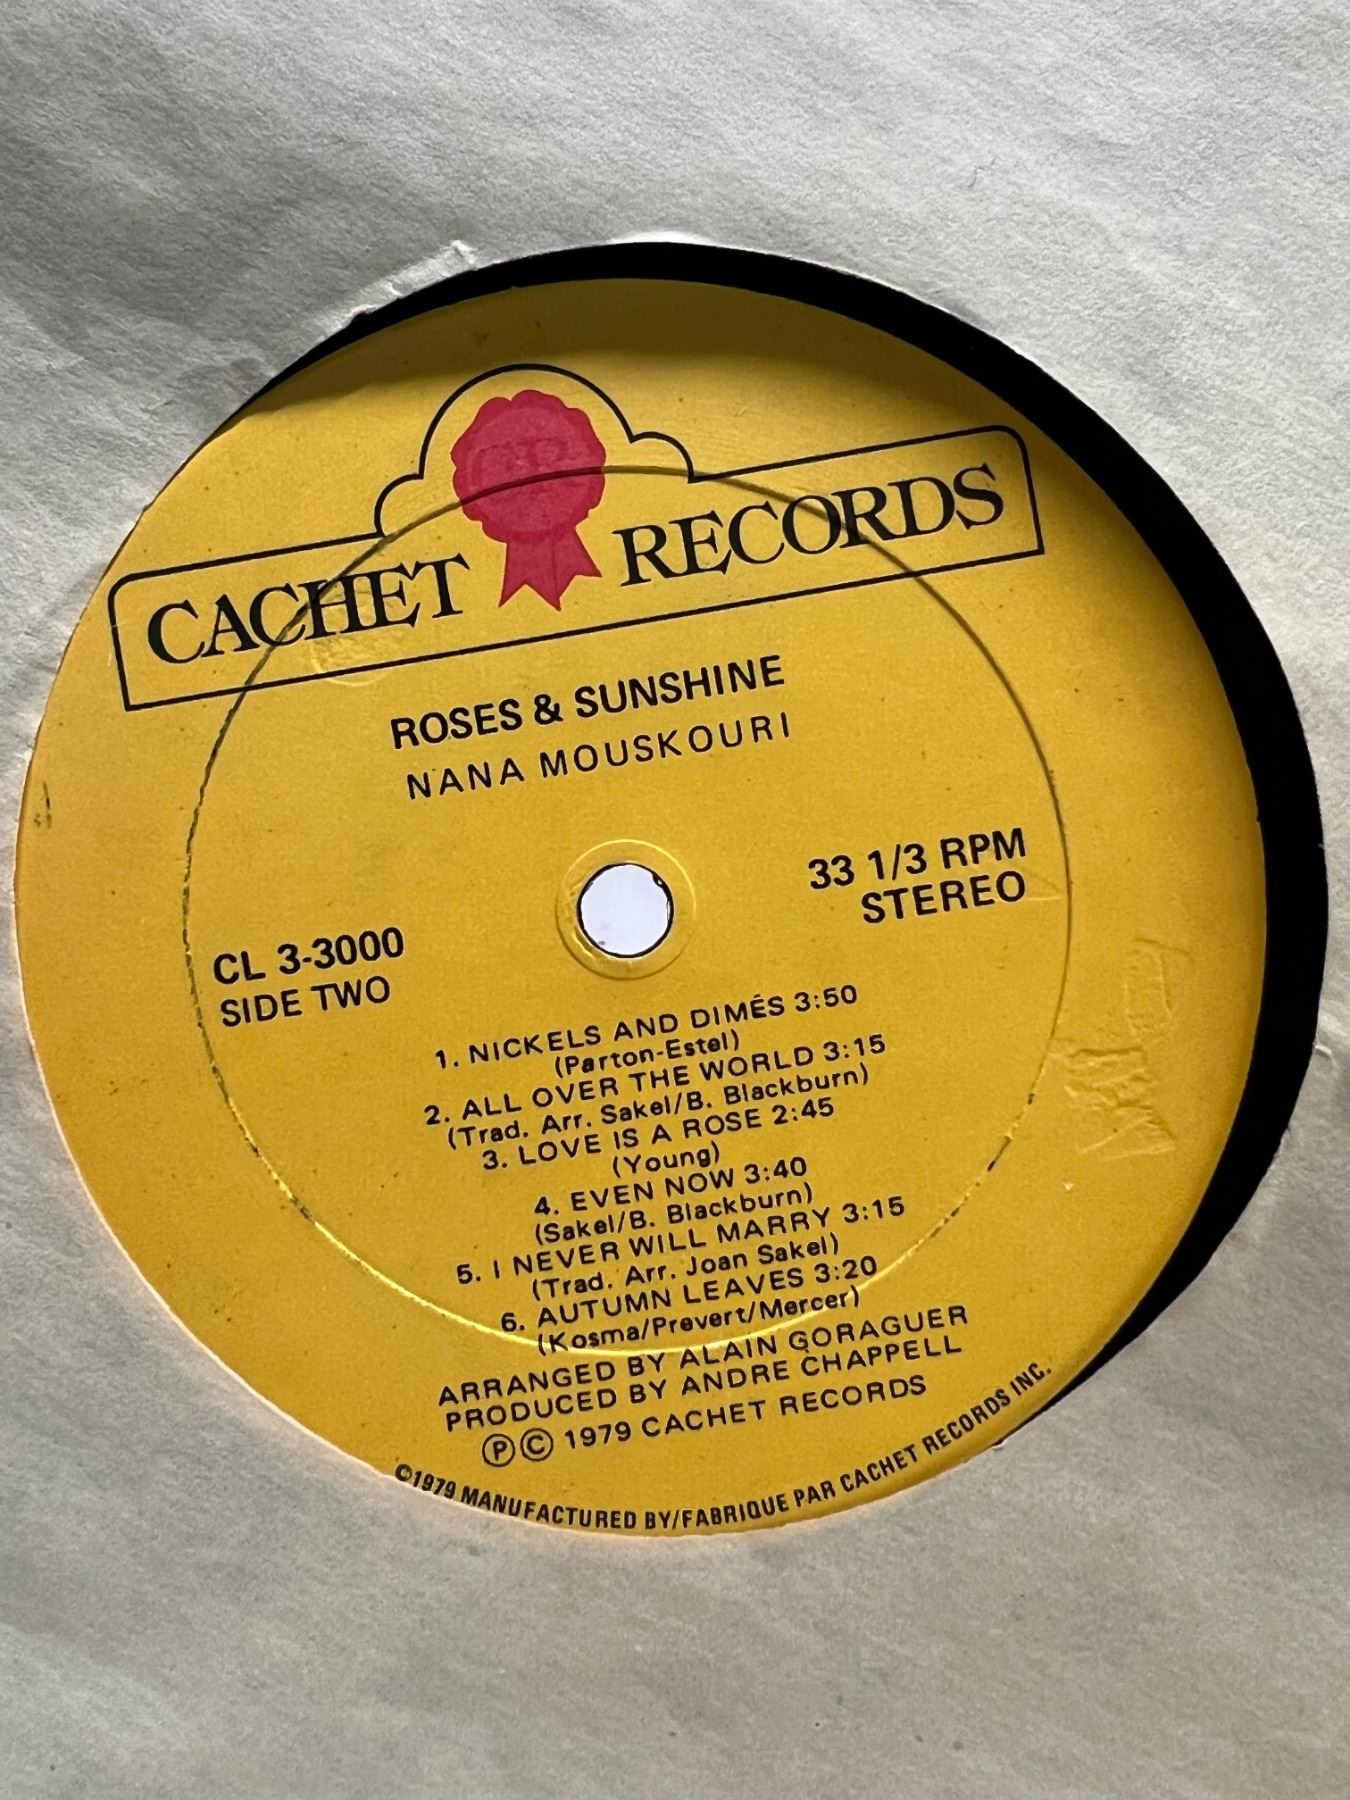 CACHET RECORDS
ROSES & SUNSHINE
NANA MOUSKOURI
33 1/3 RPM
STEREO
CL 3-3000
SIDE TWO
1. NICKELS AND DIMÉS 3:50
(Parton-Estel)
2. ALL OVER THE WORLD 3:15
(Trad. Arr. Sakel/B. Blackburn)
3. LOVE IS A ROSE 2:45
(Young)
4. EVEN NOW 3:40
(Sakel/B. Blackburn)
5. I NEVER WILL MARRY 3:15
(Trad. Arr. Joan Sakel)
6. AUTUMN LEAVES 3:20
(Kosma/Prevert/Mercer)
ARRANGED BY ALAIN GORAGUER
PRODUCED BY ANDRE CHAPPELL
Ⓟ © 1979 CACHET RECORDS
©1979 MANUFACTURED BY/FABRIQUE PAR CACHET RECORDS INC.